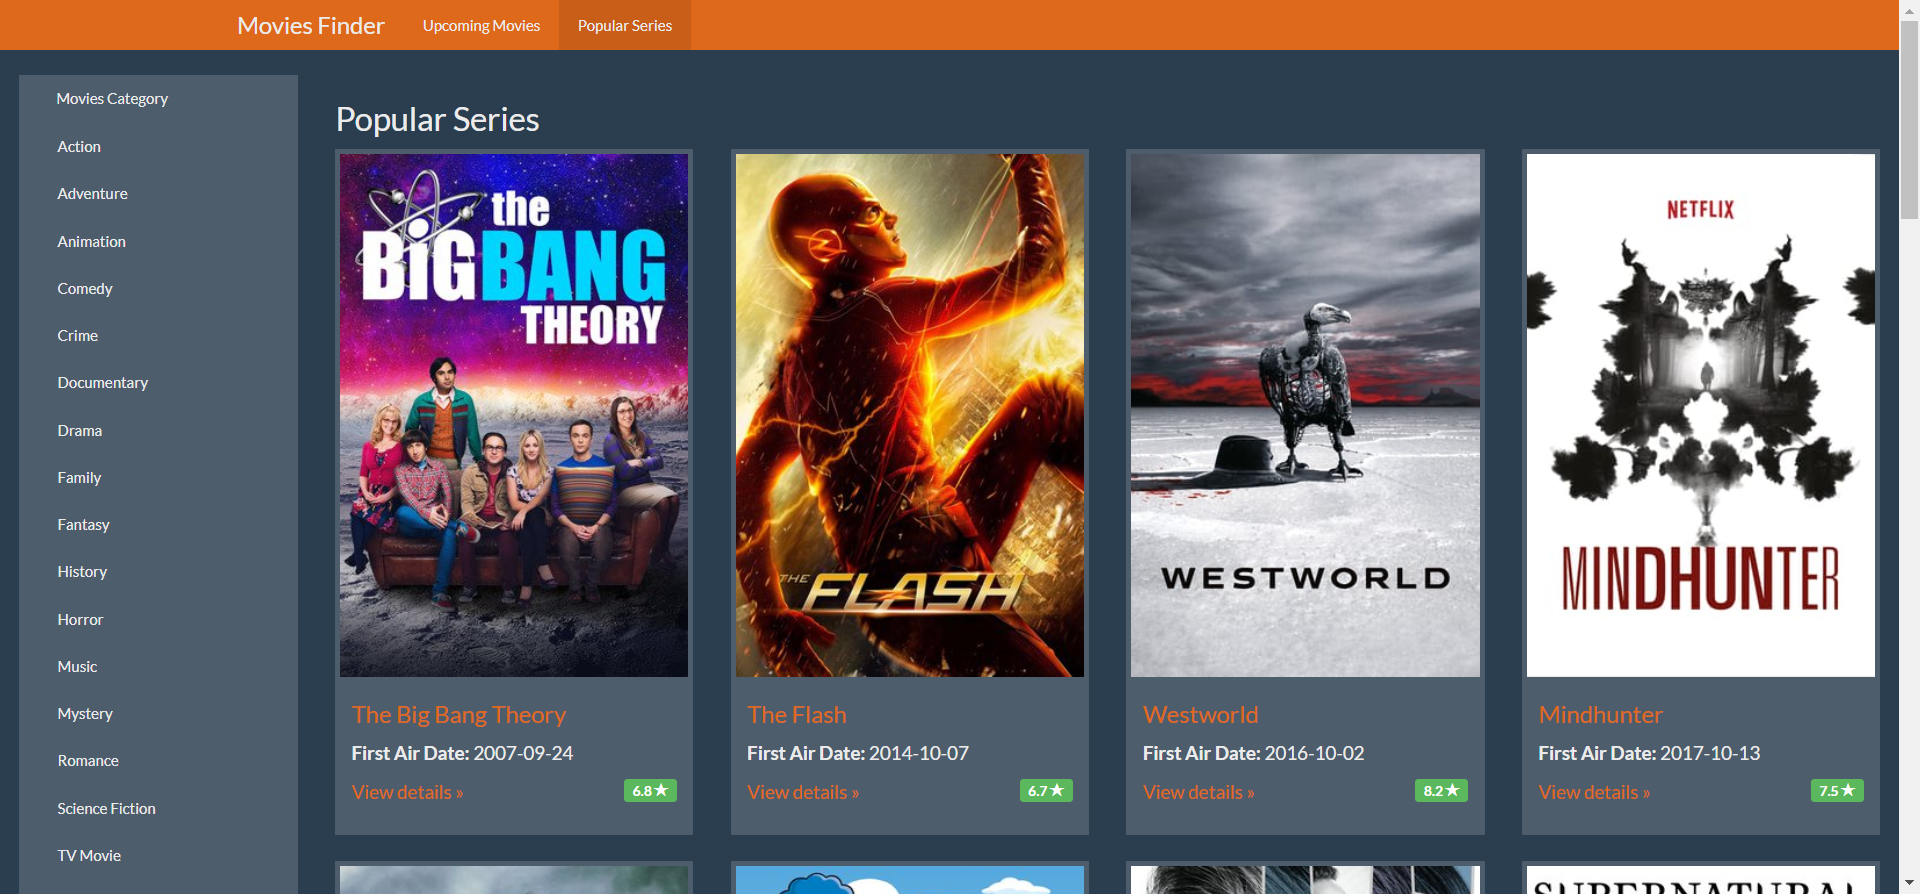 Movies Finder
Upcoming Movies
Popular Series
Movies Category
Action
Adventure
Animation
Comedy
Crime
Documentary
Drama
Family
Fantasy
History
Horror
Music
Mystery
Romance
Science Fiction
TV Movie
Popular Series
the
BIG BANG
THEORY
The Big Bang Theory
First Air Date: 2007-09-24
View details »
6.8★
THE FLASH
The Flash
First Air Date: 2014-10-07
View details »
6.7★
WESTWORLD
Westworld
First Air Date: 2016-10-02
View details »
8.2★
NETFLIX
MINDHUNTER
Mindhunter
First Air Date: 2017-10-13
View details »
7.5★
SUPERNATURAL